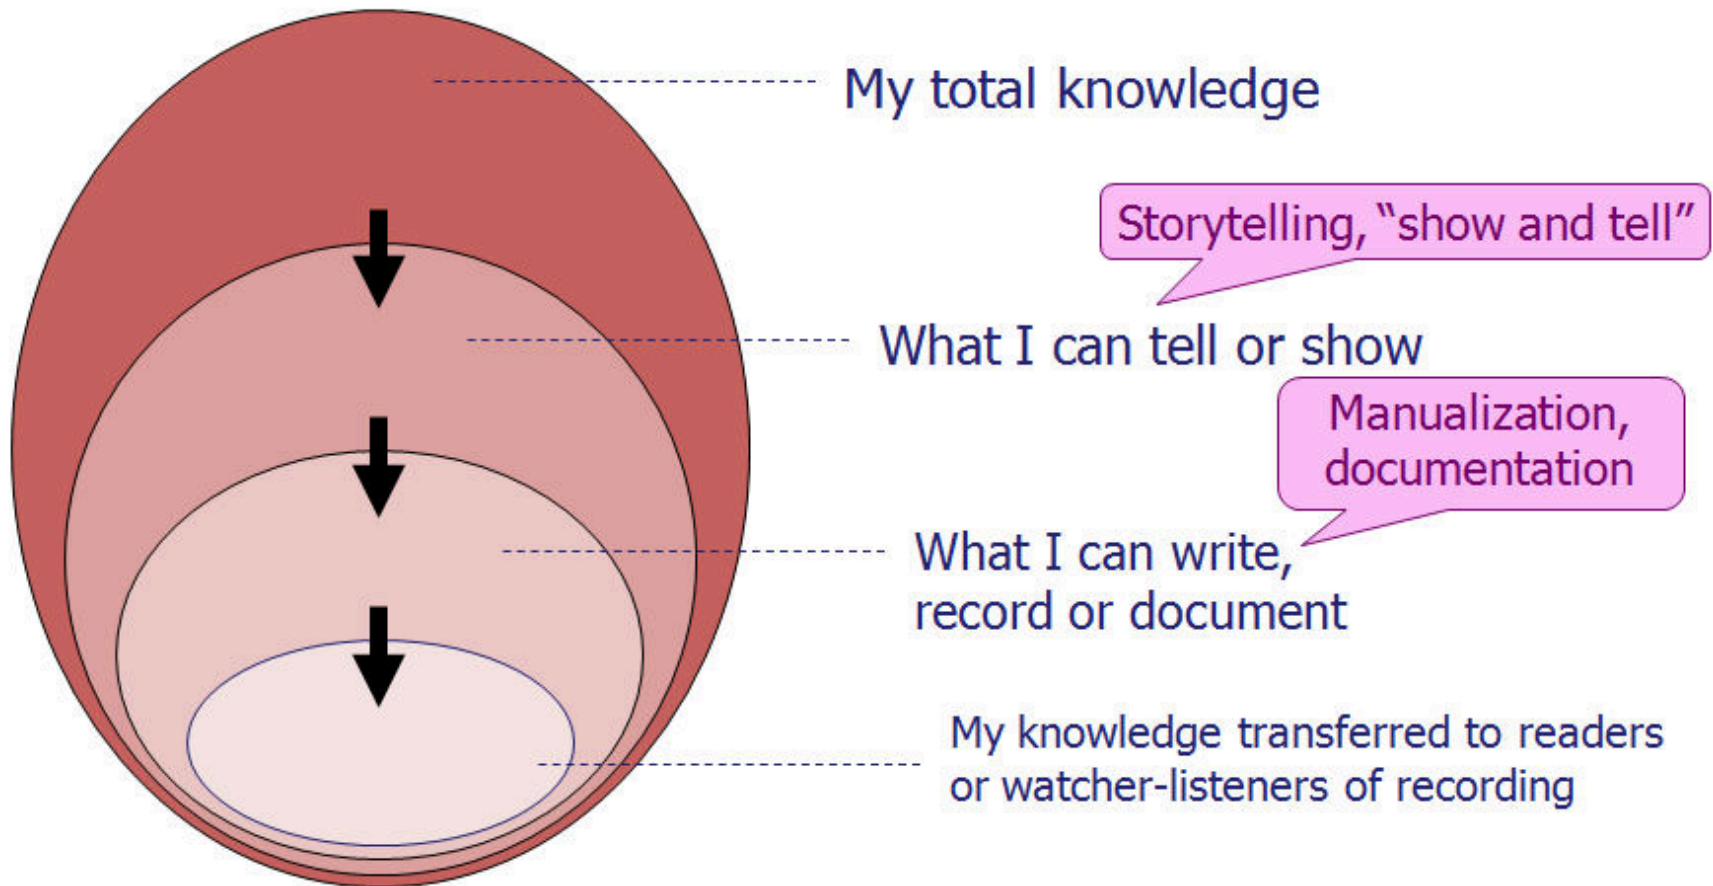 My total knowledge
Storytelling, “show and tell”
What I can tell or show
Manualization,
documentation
What I can write,
record or document
My knowledge transferred to readers
or watcher-listeners of recording